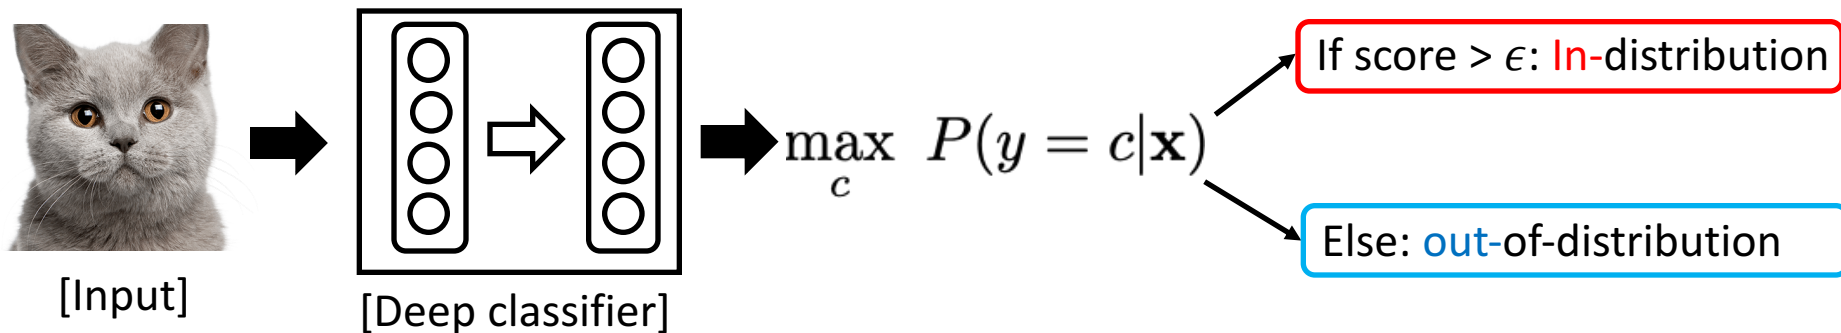 [Input]
[Deep classifier]
max P(y = c|x)
c
If score > ϵ: In-distribution
Else: out-of-distribution